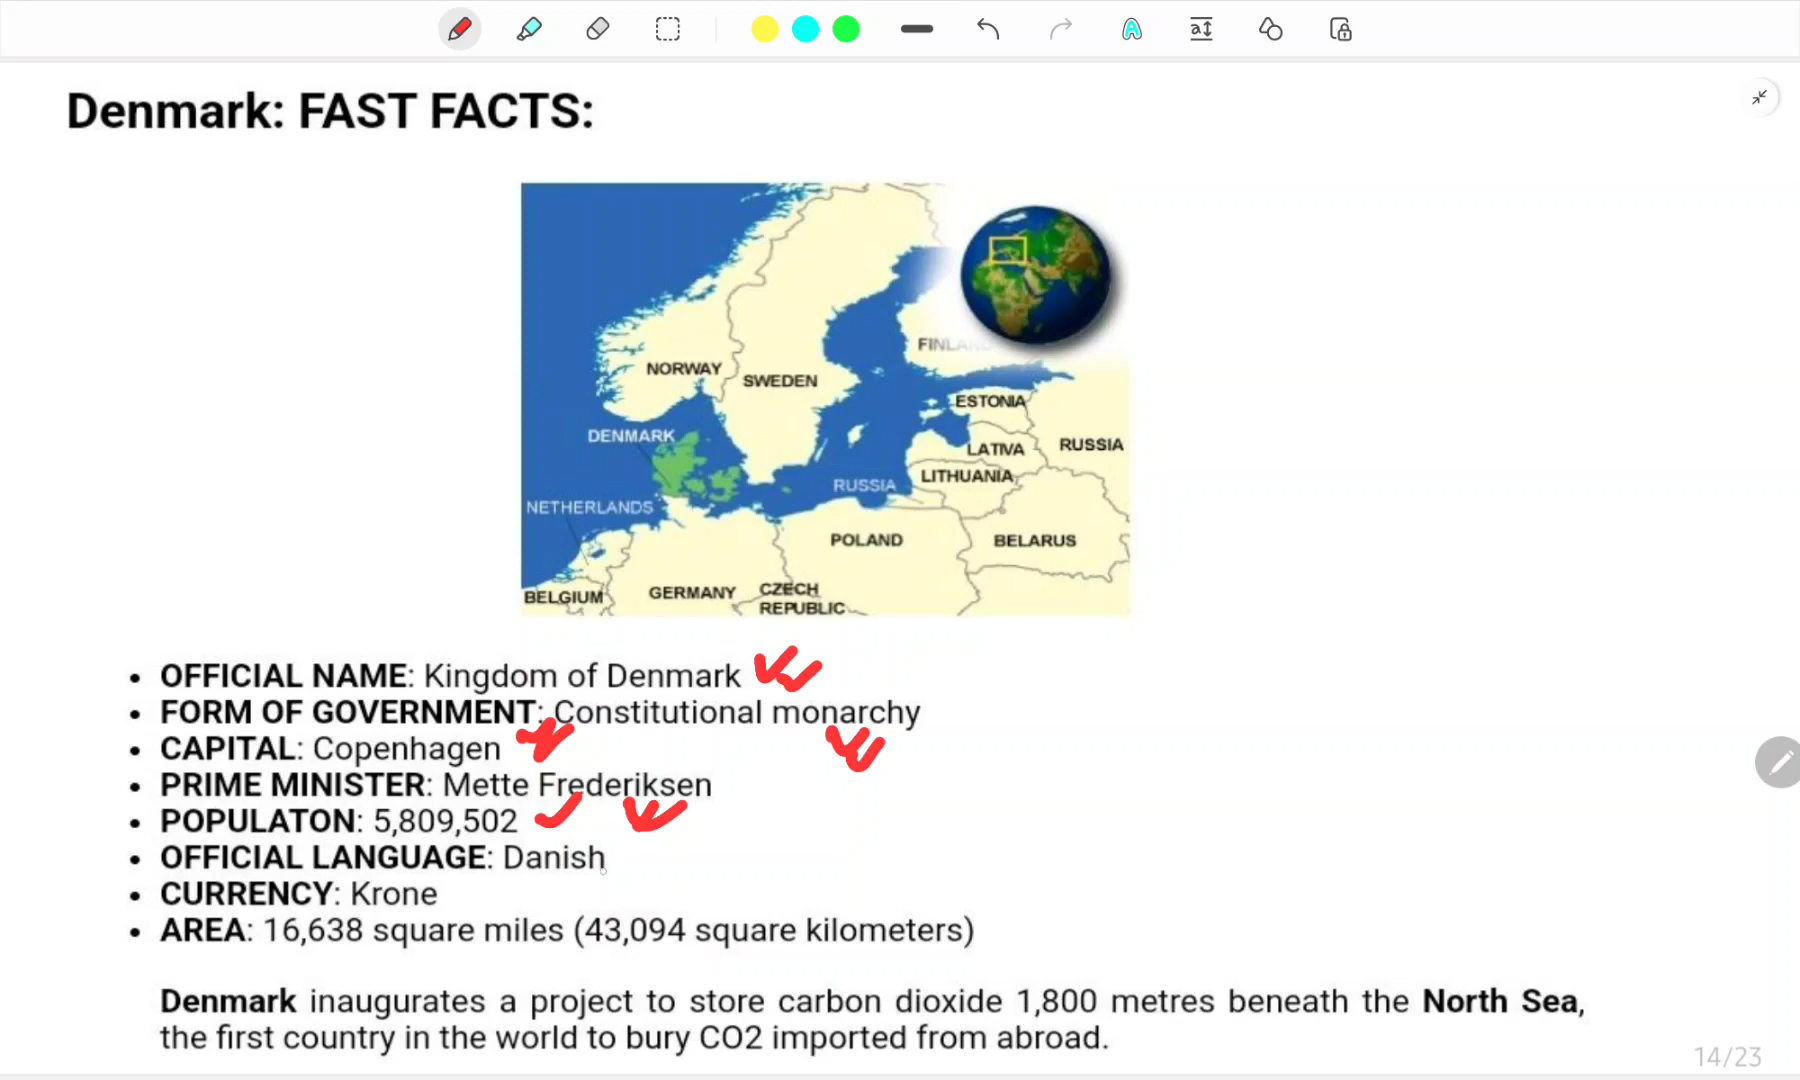 Denmark: FAST FACTS:
FINLAND
NORWAY
SWEDEN
ESTONIA
DENMARK
LATIVA
RUSSIA
LITHUANIA
RUSSIA
NETHERLANDS
POLAND
BELARUS
BELGIUM
GERMANY
CZECH
REPUBLIC
• OFFICIAL NAME: Kingdom of Denmark
• FORM OF GOVERNMENT: Constitutional monarchy
• CAPITAL: Copenhagen
• PRIME MINISTER: Mette Frederiksen
• POPULATON: 5,809,502
• OFFICIAL LANGUAGE: Danish
• CURRENCY: Krone
• AREA: 16,638 square miles (43,094 square kilometers)
Denmark inaugurates a project to store carbon dioxide 1,800 metres beneath the North Sea,
the first country in the world to bury CO2 imported from abroad.
14/23